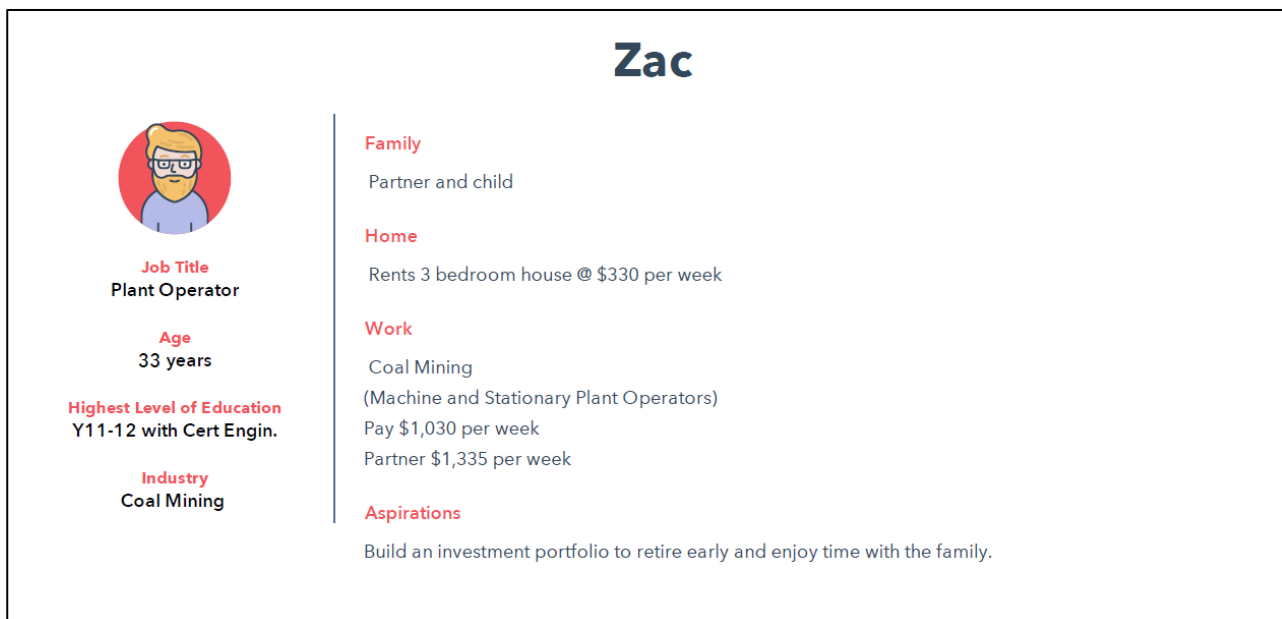 Zac
Job Title
Plant Operator
Age
33 years
Highest Level of Education
Y11-12 with Cert Engin.
Industry
Coal Mining
Family
Partner and child
Home
Rents 3 bedroom house @ $330 per week
Work
Coal Mining
(Machine and Stationary Plant Operators)
Pay $1,030 per week
Partner $1,335 per week
Aspirations
Build an investment portfolio to retire early and enjoy time with the family.